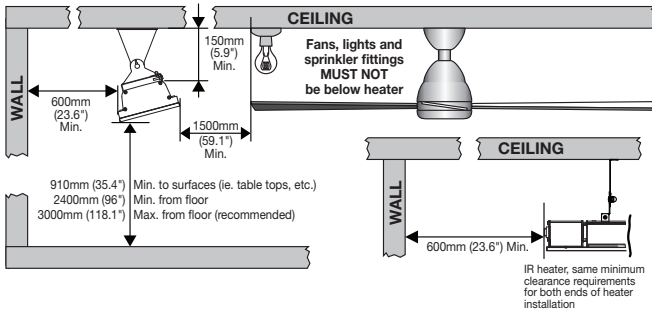 CEILING
150mm
(5.9")
Min.
Fans, lights and
sprinkler fittings
MUST NOT
be below heater
WALL
600mm
(23.6")
Min.
1500mm
(59.1")
Min.
910mm (35.4") Min. to surfaces (ie. table tops, etc.)
2400mm (96") Min. from floor
3000mm (118.1") Max. from floor (recommended)
CEILING
WALL
600mm (23.6") Min.
IR heater, same minimum
clearance requirements
for both ends of heater
installation